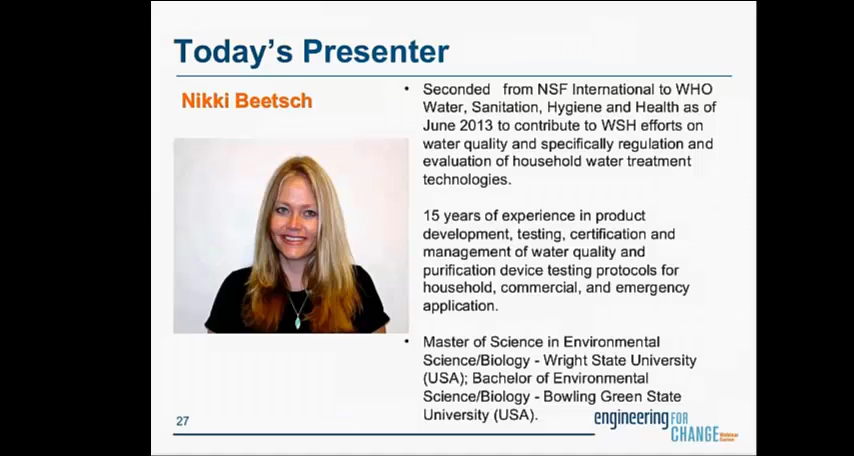 Today's Presenter
Nikki Beetsch
• Seconded from NSF International to WHO
Water, Sanitation, Hygiene and Health as of
June 2013 to contribute to WSH efforts on
water quality and specifically regulation and
evaluation of household water treatment
technologies.
15 years of experience in product
development, testing, certification and
management of water quality and
purification device testing protocols for
household, commercial, and emergency
application.
• Master of Science in Environmental
Science/Biology - Wright State University
(USA); Bachelor of Environmental
Science/Biology - Bowling Green State
University (USA).
27
engineering FOR
CHANGE Webinar
Series